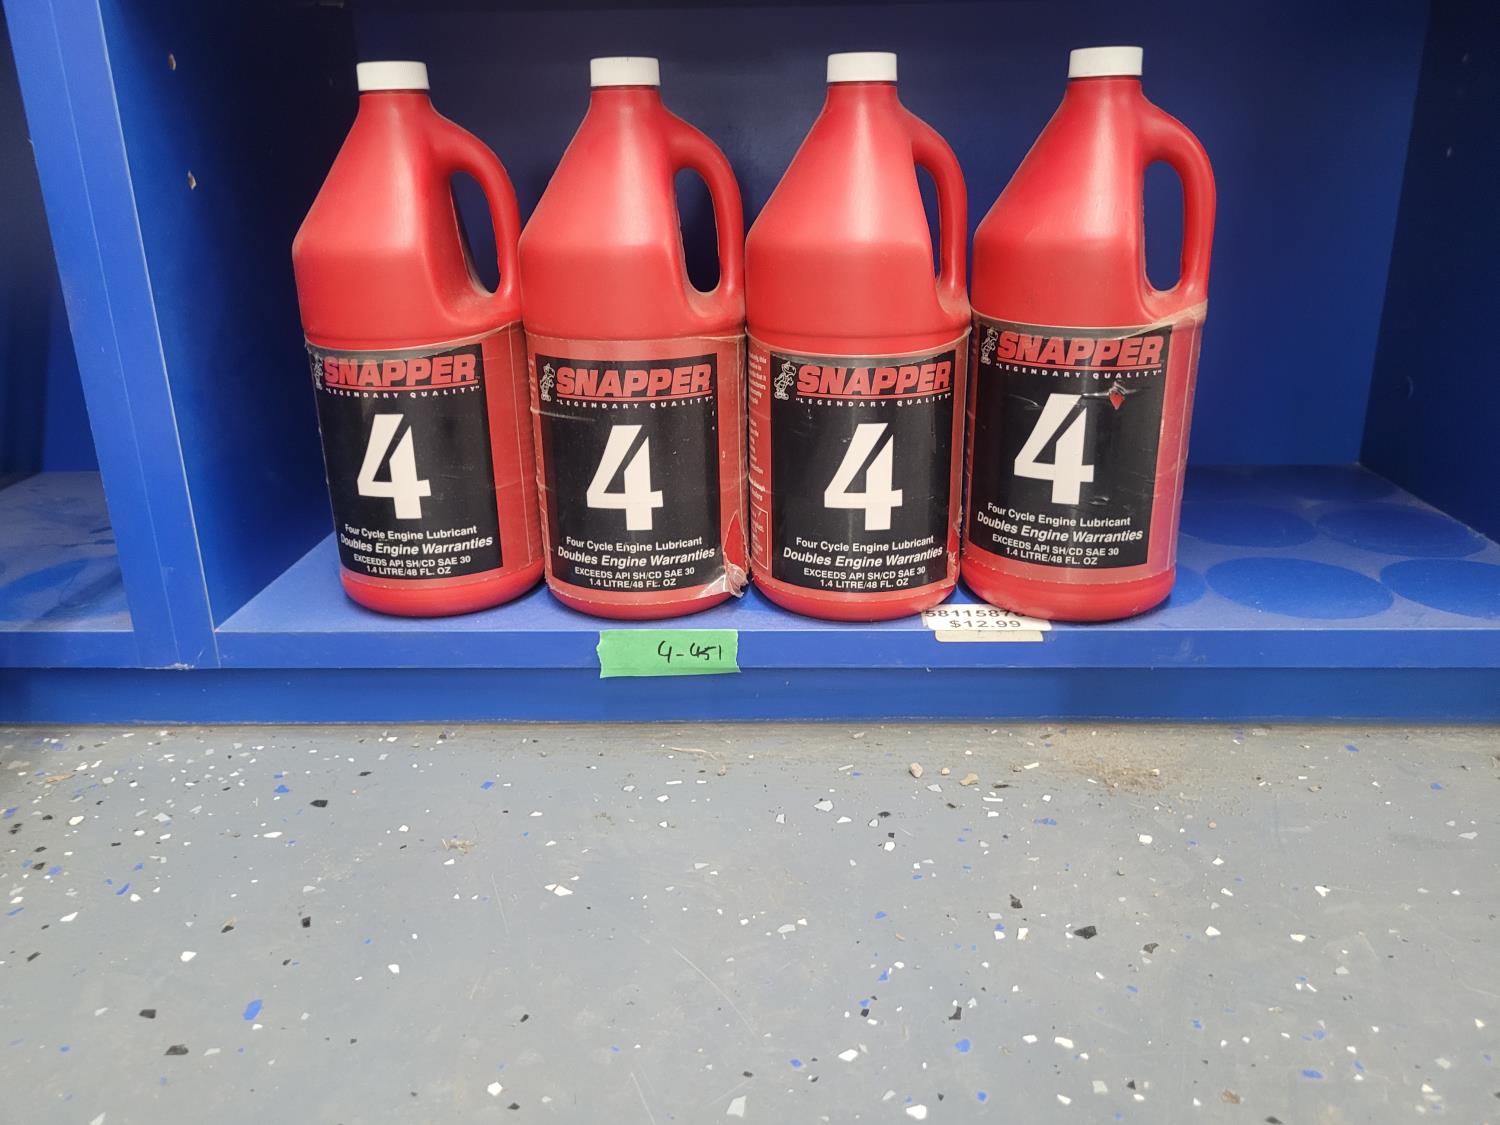 SNAPPER
"LEGENDARY QUALITY"
4
Four Cycle Engine Lubricant
Doubles Engine Warranties
EXCEEDS API SH/CD SAE 30
1.4 LITRE/48 FL. OZ
SNAPPER
"LEGENDARY QUALITY"
4
Four Cycle Engine Lubricant
Doubles Engine Warranties
EXCEEDS API SH/CD SAE 30
1.4 LITRE/48 FL. OZ
SNAPPER
"LEGENDARY QUALITY"
4
Four Cycle Engine Lubricant
Doubles Engine Warranties
EXCEEDS API SH/CD SAE 30
1.4 LITRE/48 FL. OZ
SNAPPER
"LEGENDARY QUALITY"
4
Four Cycle Engine Lubricant
Doubles Engine Warranties
EXCEEDS API SH/CD SAE 30
1.4 LITRE/48 FL. OZ
$12.99
4-451